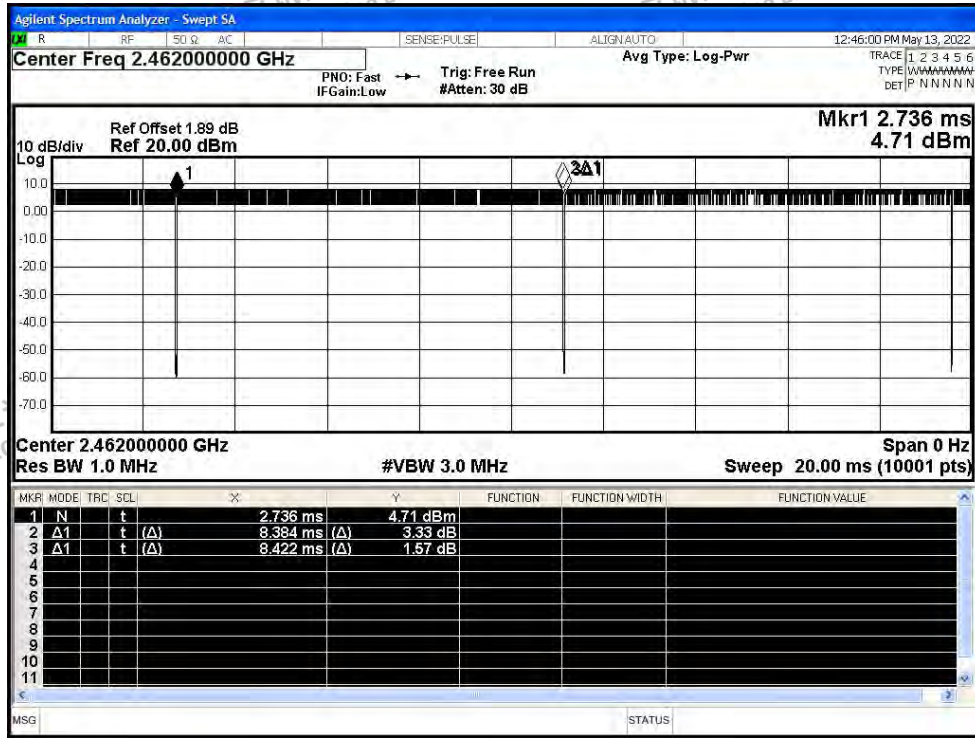 Agilent Spectrum Analyzer - Swept SA
LXI R RF 50 Ω AC SENSE:PULSE ALIGN AUTO 12:46:00 PM May 13, 2022
Center Freq 2.462000000 GHz Avg Type: Log-Pwr TRACE 1 2 3 4 5 6
PNO: Fast Trig: Free Run TYPE WWWWWW
IFGain:Low #Atten: 30 dB DET P N N N N N
Mkr1 2.736 ms
Ref Offset 1.89 dB
10 dB/div Ref 20.00 dBm 4.71 dBm
Log
1 3Δ1
10.0
0.00
-10.0
-20.0
-30.0
-40.0
-50.0
-60.0
-70.0
Center 2.462000000 GHz Span 0 Hz
Res BW 1.0 MHz #VBW 3.0 MHz Sweep 20.00 ms (10001 pts)
MKR MODE TRC SCL X Y FUNCTION FUNCTION WIDTH FUNCTION VALUE
1 N t 2.736 ms 4.71 dBm
2 Δ1 t (Δ) 8.384 ms (Δ) 3.33 dB
3 Δ1 t (Δ) 8.422 ms (Δ) 1.57 dB
4
5
6
7
8
9
10
11
MSG STATUS